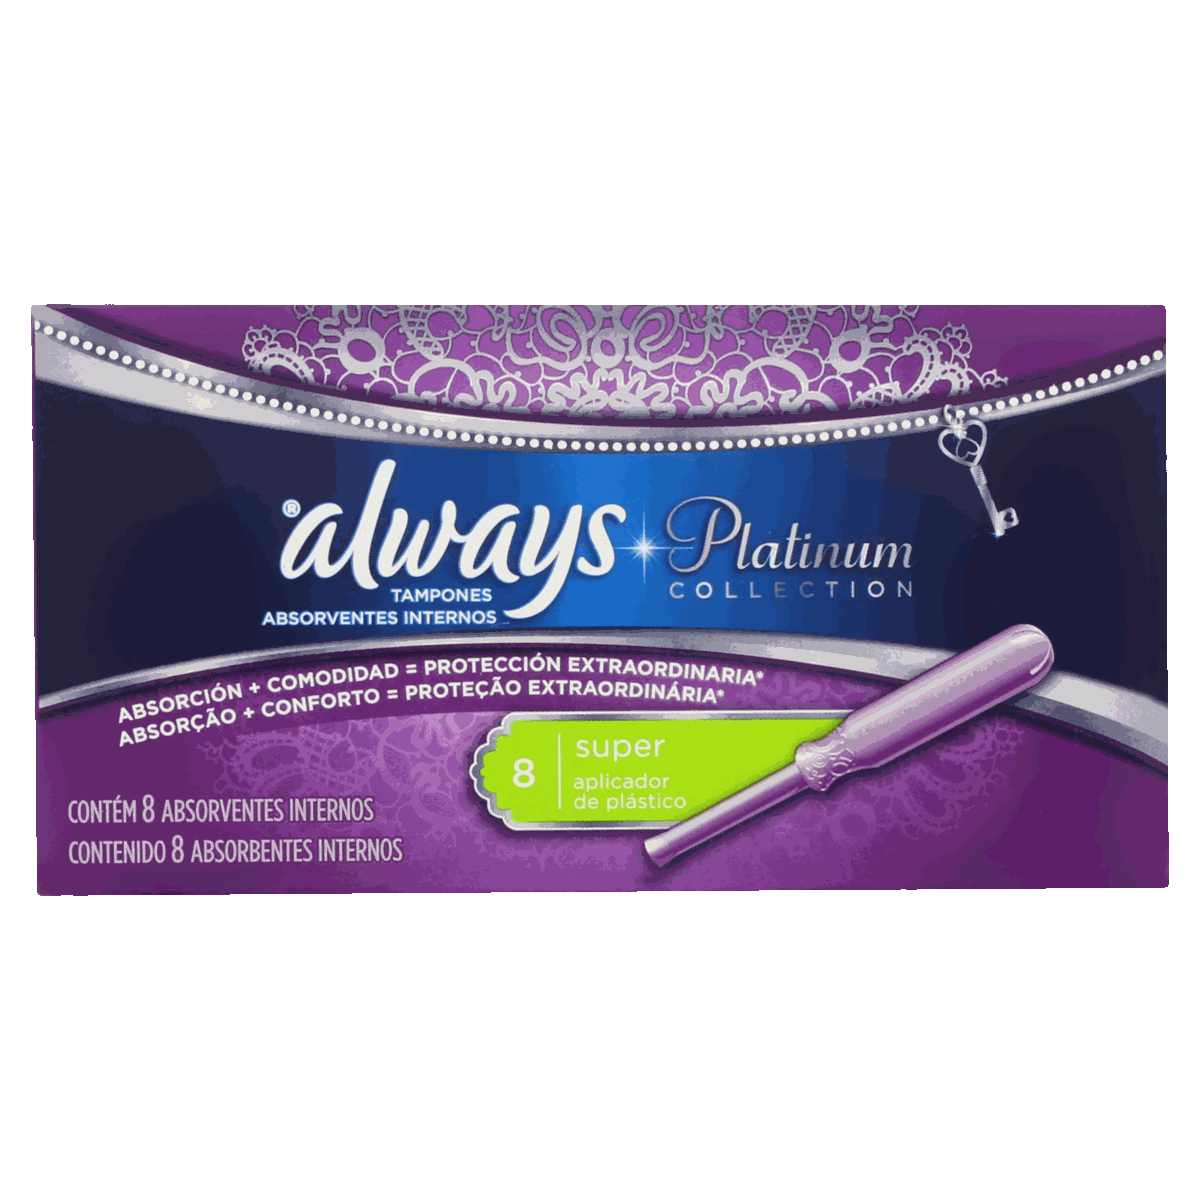 ®always
Platinum
COLLECTION
TAMPONES
ABSORVENTES INTERNOS
ABSORCIÓN + COMODIDAD = PROTECCIÓN EXTRAORDINARIA*
ABSORÇÃO + CONFORTO = PROTEÇÃO EXTRAORDINÁRIA*
8
super
aplicador
de plástico
CONTÉM 8 ABSORVENTES INTERNOS
CONTENIDO 8 ABSORBENTES INTERNOS